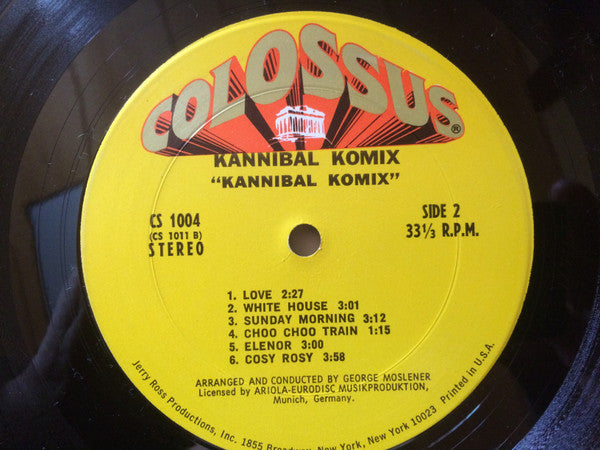 COLOSSUS®
KANNIBAL KOMIX
“KANNIBAL KOMIX”
CS 1004
(CS 1011 B)
STEREO
SIDE 2
33⅓ R.P.M.
1. LOVE 2:27
2. WHITE HOUSE 3:01
3. SUNDAY MORNING 3:12
4. CHOO CHOO TRAIN 1:15
5. ELENOR 3:00
6. COSY ROSY 3:58
ARRANGED AND CONDUCTED BY GEORGE MOSLENER
Licensed by ARIOLA-EURODISC MUSIKPRODUKTION,
Munich, Germany.
Jerry Ross Productions, Inc. 1855 Broadway, New York, New York 10023 Printed in U.S.A.